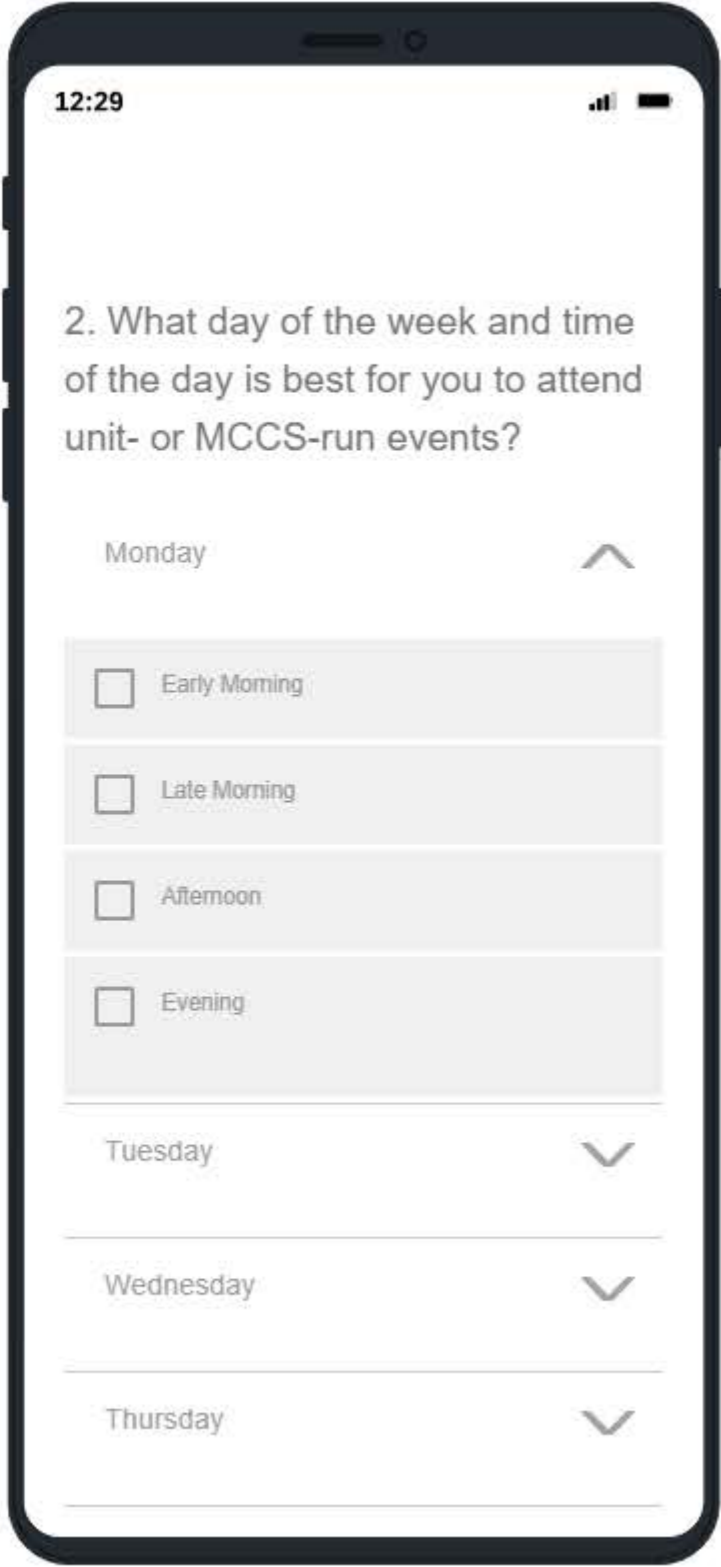 12:29
2. What day of the week and time
of the day is best for you to attend
unit- or MCCS-run events?
Monday
Early Morning
Late Morning
Afternoon
Evening
Tuesday
Wednesday
Thursday